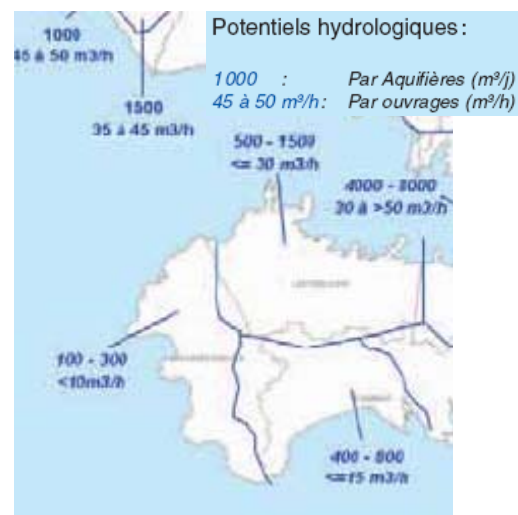 Potentiels hydrologiques :
1000 : Par Aquifières (m³/j)
45 à 50 m³/h : Par ouvrages (m³/h)
1000
45 à 50 m3/h
1500
35 à 45 m3/h
500 - 1500
<= 30 m3/h
4000 - 8000
30 à >50 m3/h
100 - 300
<10m3/h
400 - 800
<=15 m3/h